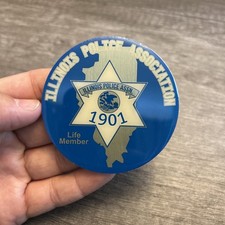 ILLINOIS POLICE ASSOCIATION
ILLINOIS POLICE ASSN.
1901
Life
Member